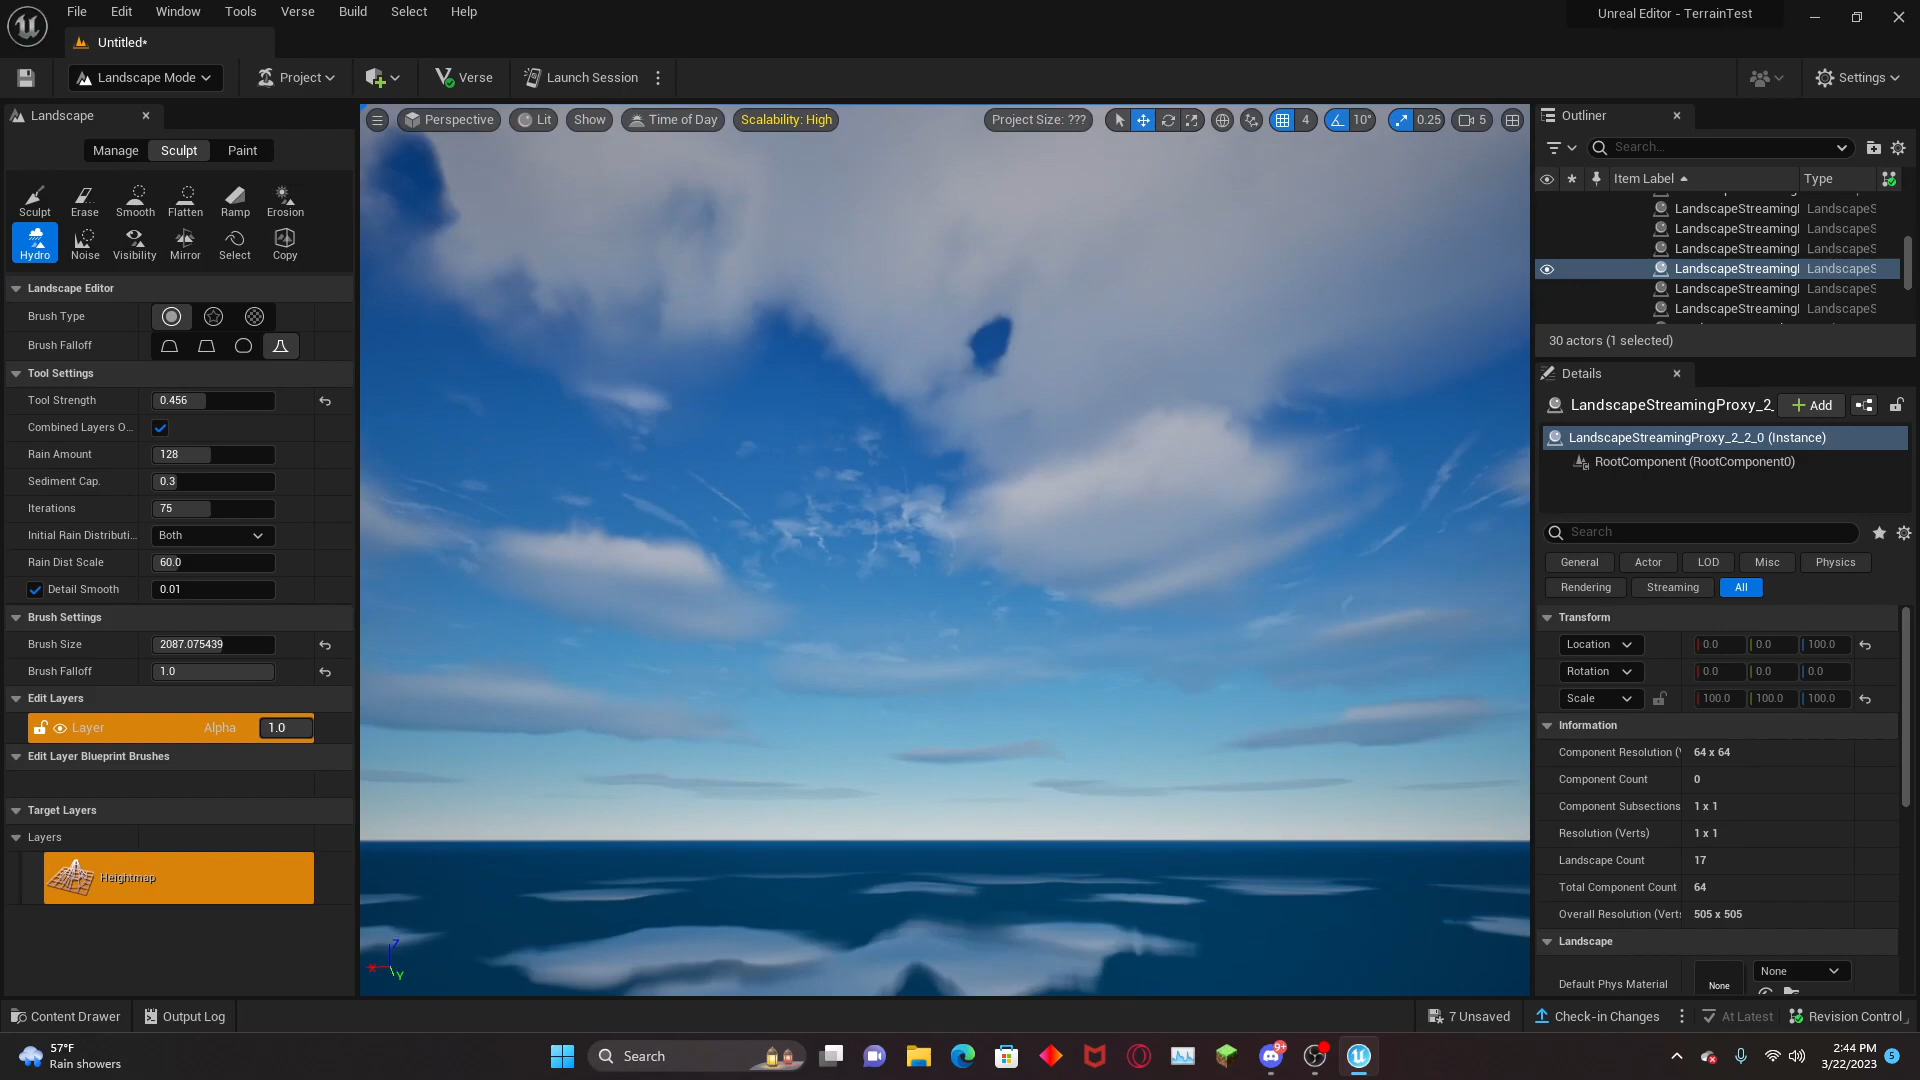 File Edit Window Tools Verse Build Select Help
Unreal Editor - TerrainTest
Untitled*
Landscape Mode
Project
Verse
Launch Session
Settings
Landscape
Manage Sculpt Paint
Sculpt Erase Smooth Flatten Ramp Erosion
Hydro Noise Visibility Mirror Select Copy
Landscape Editor
Brush Type
Brush Falloff
Tool Settings
Tool Strength 0.456
Combined Layers O...
Rain Amount 128
Sediment Cap. 0.3
Iterations 75
Initial Rain Distributi... Both
Rain Dist Scale 60.0
Detail Smooth 0.01
Brush Settings
Brush Size 2087.075439
Brush Falloff 1.0
Edit Layers
Layer Alpha 1.0
Edit Layer Blueprint Brushes
Target Layers
Layers
Heightmap
Perspective Lit Show Time of Day Scalability: High
Project Size: ??? 4 10° 0.25 5
X Z Y
Outliner
Search...
Item Label Type
LandscapeStreamingI LandscapeS
LandscapeStreamingI LandscapeS
LandscapeStreamingI LandscapeS
LandscapeStreamingI LandscapeS
LandscapeStreamingI LandscapeS
LandscapeStreamingI LandscapeS
30 actors (1 selected)
Details
LandscapeStreamingProxy_2_ Add
LandscapeStreamingProxy_2_2_0 (Instance)
RootComponent (RootComponent0)
Search
General Actor LOD Misc Physics
Rendering Streaming All
Transform
Location 0.0 0.0 100.0
Rotation 0.0 0.0 0.0
Scale 100.0 100.0 100.0
Information
Component Resolution (V 64 x 64
Component Count 0
Component Subsections 1 x 1
Resolution (Verts) 1 x 1
Landscape Count 17
Total Component Count 64
Overall Resolution (Vert: 505 x 505
Landscape
Default Phys Material None None
Content Drawer Output Log
7 Unsaved Check-in Changes At Latest Revision Control
57°F
Rain showers
Search
9+
2:44 PM
3/22/2023
5